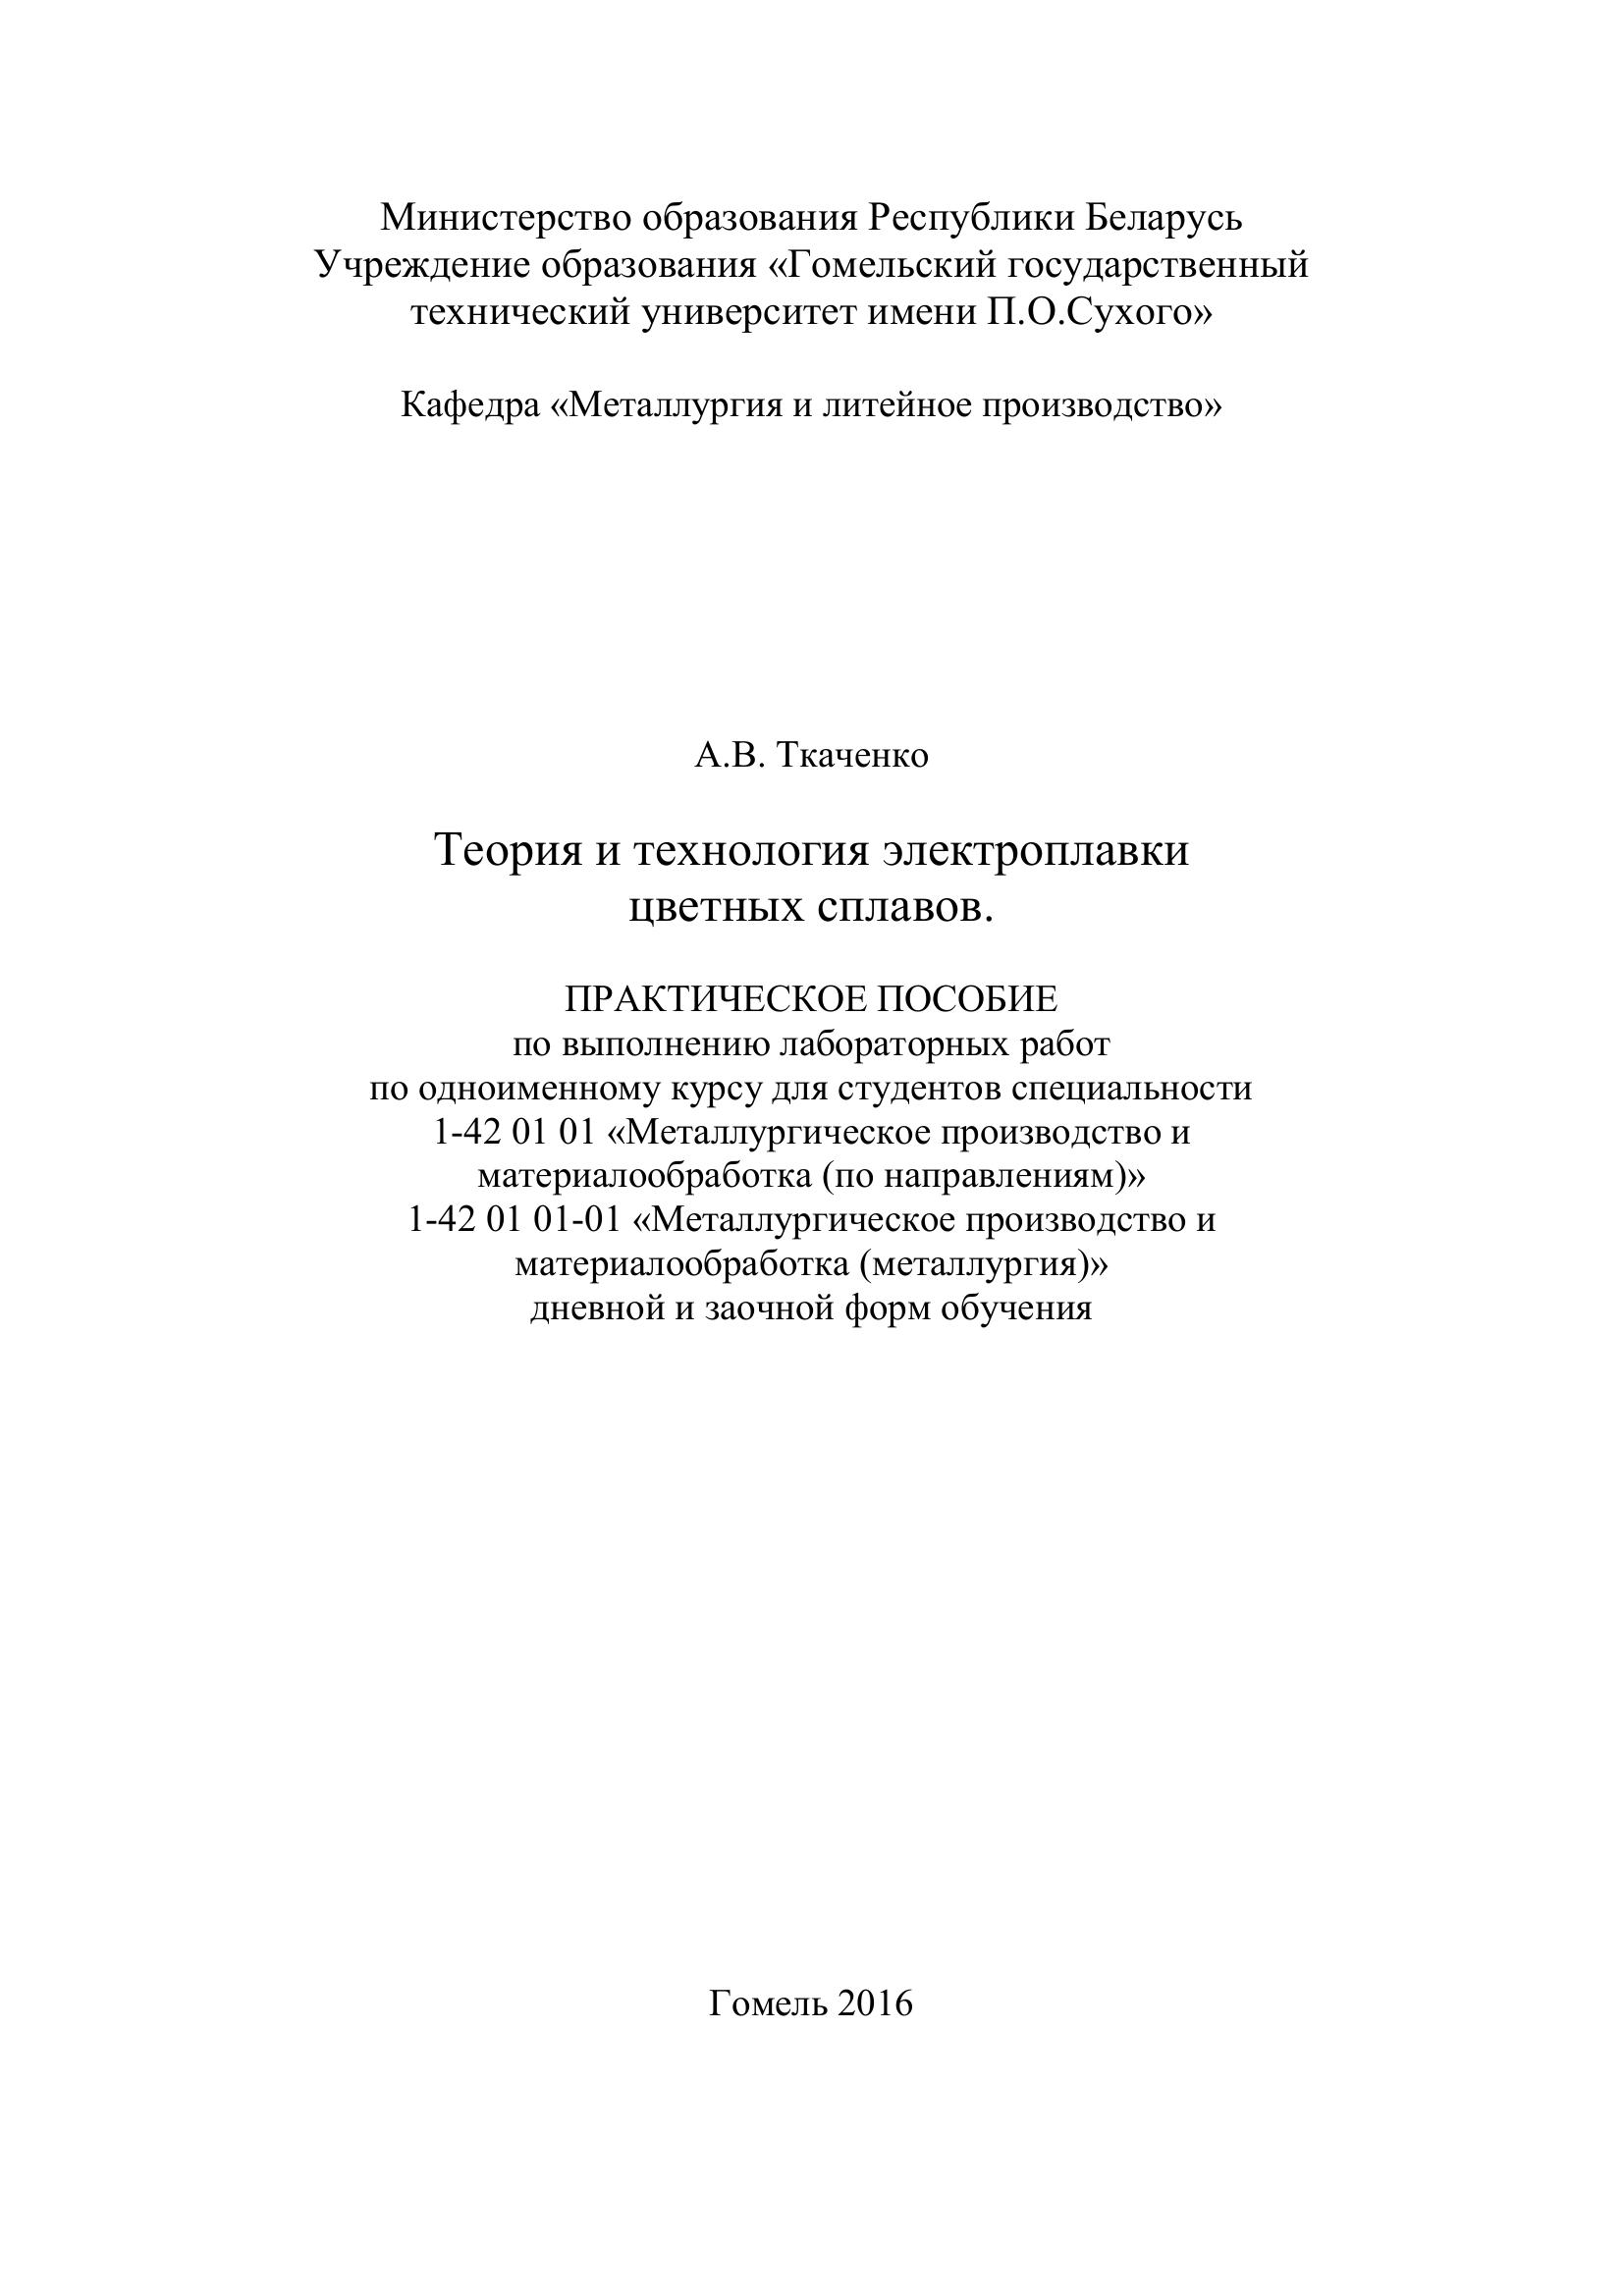 Министерство образования Республики Беларусь
Учреждение образования «Гомельский государственный
технический университет имени П.О.Сухого»
Кафедра «Металлургия и литейное производство»
А.В. Ткаченко
Теория и технология электроплавки
цветных сплавов.
ПРАКТИЧЕСКОЕ ПОСОБИЕ
по выполнению лабораторных работ
по одноименному курсу для студентов специальности
1-42 01 01 «Металлургическое производство и
материалообработка (по направлениям)»
1-42 01 01-01 «Металлургическое производство и
материалообработка (металлургия)»
дневной и заочной форм обучения
Гомель 2016